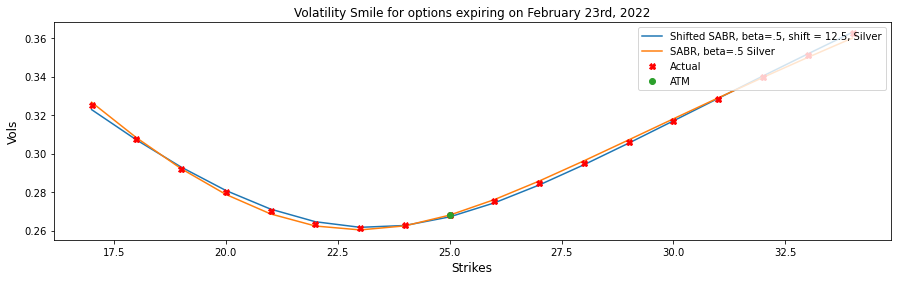 Volatility Smile for options expiring on February 23rd, 2022
Shifted SABR, beta=.5, shift = 12.5, Silver
SABR, beta=.5 Silver
Actual
ATM
0.36
0.34
0.32
0.30
0.28
0.26
Vols
17.5 20.0 22.5 25.0 27.5 30.0 32.5
Strikes